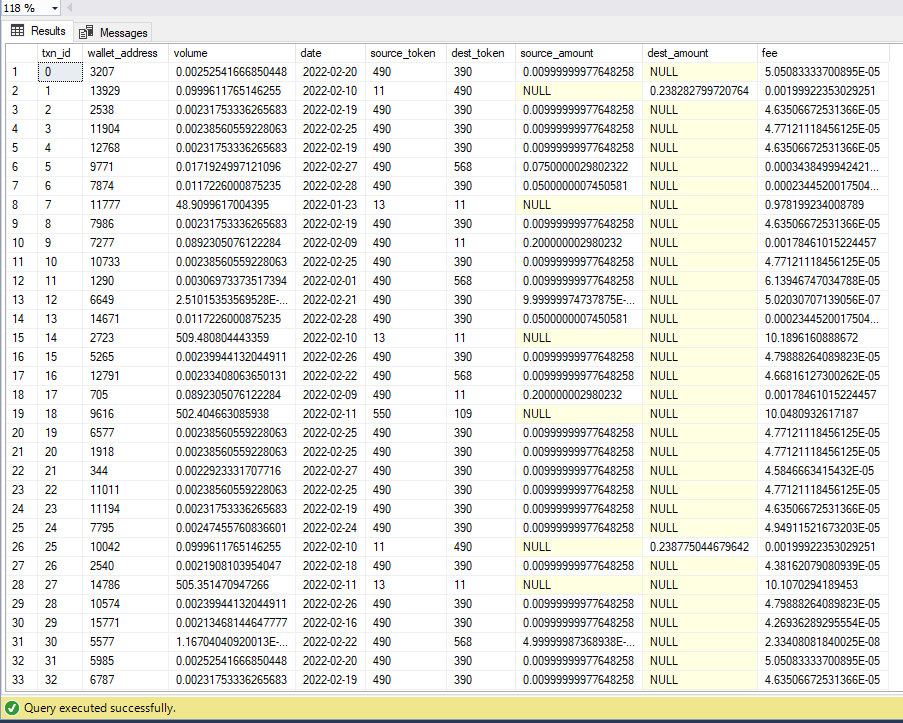 118 %
Results Messages
txn_id wallet_address volume date source_token dest_token source_amount dest_amount fee
1 0 3207 0.00252541666850448 2022-02-20 490 390 0.00999999977648258 NULL 5.05083333700895E-05
2 1 13929 0.0999611765146255 2022-02-10 11 490 NULL 0.238282799720764 0.00199922353029251
3 2 2538 0.00231753336265683 2022-02-19 490 390 0.00999999977648258 NULL 4.63506672531366E-05
4 3 11904 0.00238560559228063 2022-02-25 490 390 0.00999999977648258 NULL 4.77121118456125E-05
5 4 12768 0.00231753336265683 2022-02-19 490 390 0.00999999977648258 NULL 4.63506672531366E-05
6 5 9771 0.0171924997121096 2022-02-27 490 568 0.0750000029802322 NULL 0.0003438499942421...
7 6 7874 0.0117226000875235 2022-02-28 490 390 0.0500000007450581 NULL 0.0002344520017504...
8 7 11777 48.9099617004395 2022-01-23 13 11 NULL NULL 0.978199234008789
9 8 7986 0.00231753336265683 2022-02-19 490 390 0.00999999977648258 NULL 4.63506672531366E-05
10 9 7277 0.0892305076122284 2022-02-09 490 11 0.200000002980232 NULL 0.00178461015224457
11 10 10733 0.00238560559228063 2022-02-25 490 390 0.00999999977648258 NULL 4.77121118456125E-05
12 11 1290 0.00306973373517394 2022-02-01 490 568 0.00999999977648258 NULL 6.13946747034788E-05
13 12 6649 2.51015353569528E-... 2022-02-21 490 390 9.99999974737875E-... NULL 5.02030707139056E-07
14 13 14671 0.0117226000875235 2022-02-28 490 390 0.0500000007450581 NULL 0.0002344520017504...
15 14 2723 509.480804443359 2022-02-10 13 11 NULL NULL 10.1896160888672
16 15 5265 0.00239944132044911 2022-02-26 490 390 0.00999999977648258 NULL 4.79888264089823E-05
17 16 12791 0.00233408063650131 2022-02-22 490 568 0.00999999977648258 NULL 4.66816127300262E-05
18 17 705 0.0892305076122284 2022-02-09 490 11 0.200000002980232 NULL 0.00178461015224457
19 18 9616 502.404663085938 2022-02-11 550 109 NULL NULL 10.0480932617187
20 19 6577 0.00238560559228063 2022-02-25 490 390 0.00999999977648258 NULL 4.77121118456125E-05
21 20 1918 0.00238560559228063 2022-02-25 490 390 0.00999999977648258 NULL 4.77121118456125E-05
22 21 344 0.0022923331707716 2022-02-27 490 390 0.00999999977648258 NULL 4.5846663415432E-05
23 22 11011 0.00238560559228063 2022-02-25 490 390 0.00999999977648258 NULL 4.77121118456125E-05
24 23 11194 0.00231753336265683 2022-02-19 490 390 0.00999999977648258 NULL 4.63506672531366E-05
25 24 7795 0.00247455760836601 2022-02-24 490 390 0.00999999977648258 NULL 4.94911521673203E-05
26 25 10042 0.0999611765146255 2022-02-10 11 490 NULL 0.238775044679642 0.00199922353029251
27 26 2540 0.0021908103954047 2022-02-18 490 390 0.00999999977648258 NULL 4.38162079080939E-05
28 27 14786 505.351470947266 2022-02-11 13 11 NULL NULL 10.1070294189453
29 28 10574 0.00239944132044911 2022-02-26 490 390 0.00999999977648258 NULL 4.79888264089823E-05
30 29 15771 0.00213468144647777 2022-02-16 490 390 0.00999999977648258 NULL 4.26936289295554E-05
31 30 5577 1.16704040920013E-... 2022-02-22 490 568 4.99999987368938E-... NULL 2.33408081840025E-08
32 31 5985 0.00252541666850448 2022-02-20 490 390 0.00999999977648258 NULL 5.05083333700895E-05
33 32 6787 0.00231753336265683 2022-02-19 490 390 0.00999999977648258 NULL 4.63506672531366E-05
Query executed successfully.